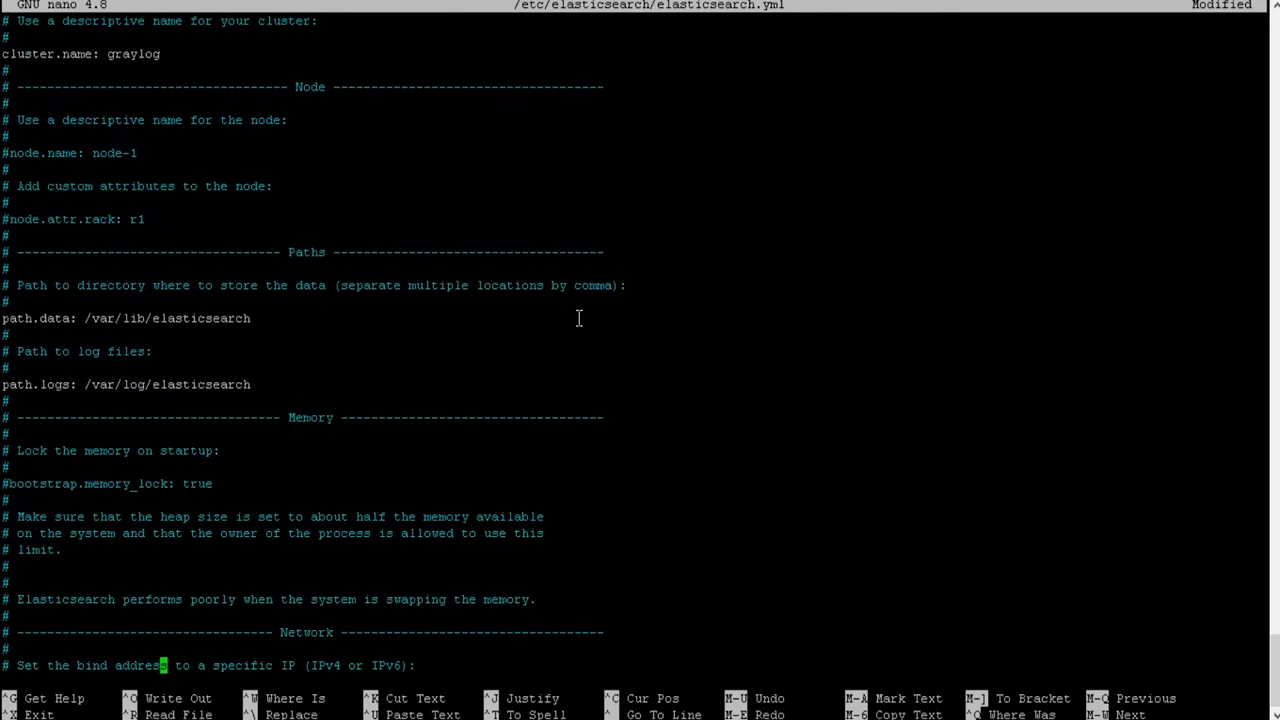 GNU nano 4.8 /etc/elasticsearch/elasticsearch.yml Modified
# Use a descriptive name for your cluster:
#
cluster.name: graylog
#
# ----------------------------------- Node -----------------------------------
#
# Use a descriptive name for the node:
#
#node.name: node-1
#
# Add custom attributes to the node:
#
#node.attr.rack: r1
#
# ----------------------------------- Paths ------------------------------------
#
# Path to directory where to store the data (separate multiple locations by comma):
#
path.data: /var/lib/elasticsearch
#
# Path to log files:
#
path.logs: /var/log/elasticsearch
#
# ----------------------------------- Memory -----------------------------------
#
# Lock the memory on startup:
#
#bootstrap.memory_lock: true
#
# Make sure that the heap size is set to about half the memory available
# on the system and that the owner of the process is allowed to use this
# limit.
#
#
# Elasticsearch performs poorly when the system is swapping the memory.
#
# ---------------------------------- Network -----------------------------------
#
# Set the bind address to a specific IP (IPv4 or IPv6):
^G Get Help ^O Write Out ^W Where Is ^K Cut Text ^J Justify ^C Cur Pos M-U Undo M-A Mark Text M-] To Bracket M-Q Previous
^X Exit ^R Read File ^\ Replace ^U Paste Text ^T To Spell ^_ Go To Line M-E Redo M-6 Copy Text ^Q Where Was M-W Next